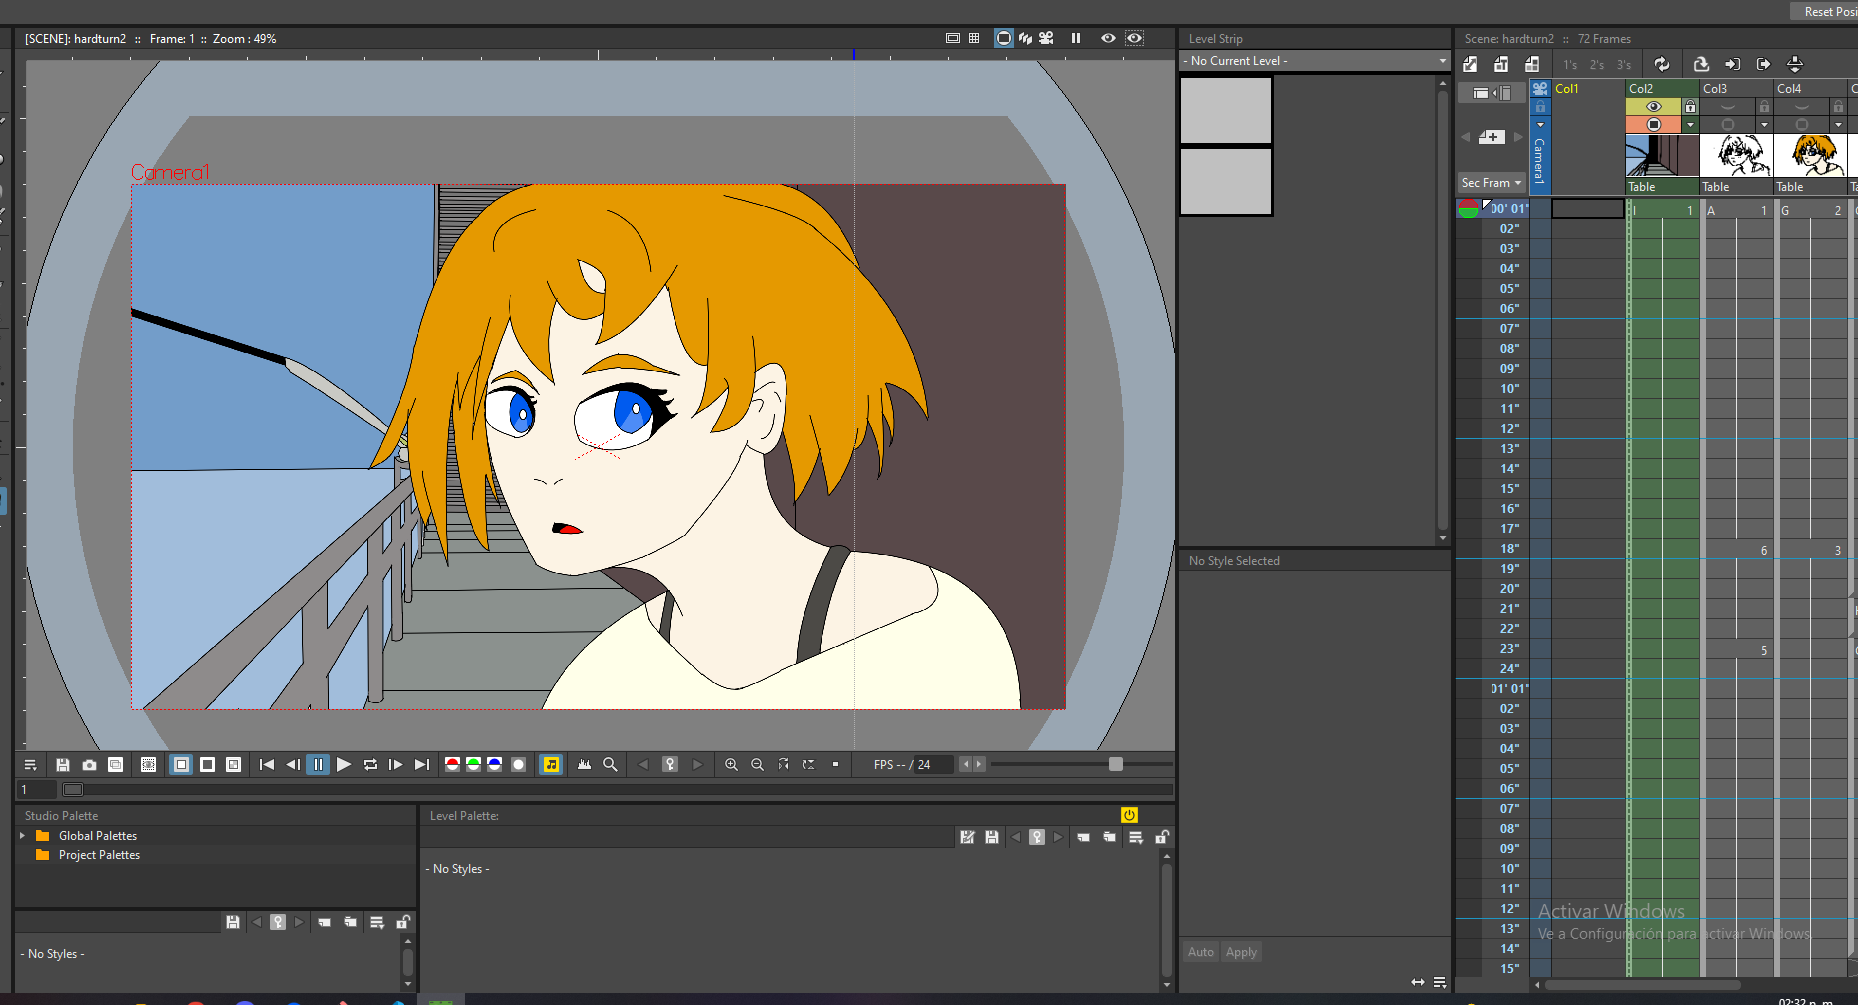 Reset Posi
[SCENE]: hardturn2 :: Frame: 1 :: Zoom : 49%
Level Strip
Scene: hardturn2 :: 72 Frames
- No Current Level -
1's 2's 3's
Col1 Col2 Col3 Col4
Camera1
Camera1
Sec Fram
Table Table Table
00' 01" I 1 A 1 G 2
02"
03"
04"
05"
06"
07"
08"
09"
10"
11"
12"
13"
14"
15"
16"
17"
18" 6 3
No Style Selected
19"
20"
21"
22"
23" 5
24"
01' 01"
02"
03"
04"
05"
06"
07"
08"
09"
10"
11"
12"
13"
14"
15"
FPS -- / 24
1
Studio Palette
Global Palettes
Project Palettes
Level Palette:
- No Styles -
- No Styles -
Auto Apply
Activar Windows
Ve a Configuración para activar Windows.
02:32 p. m.